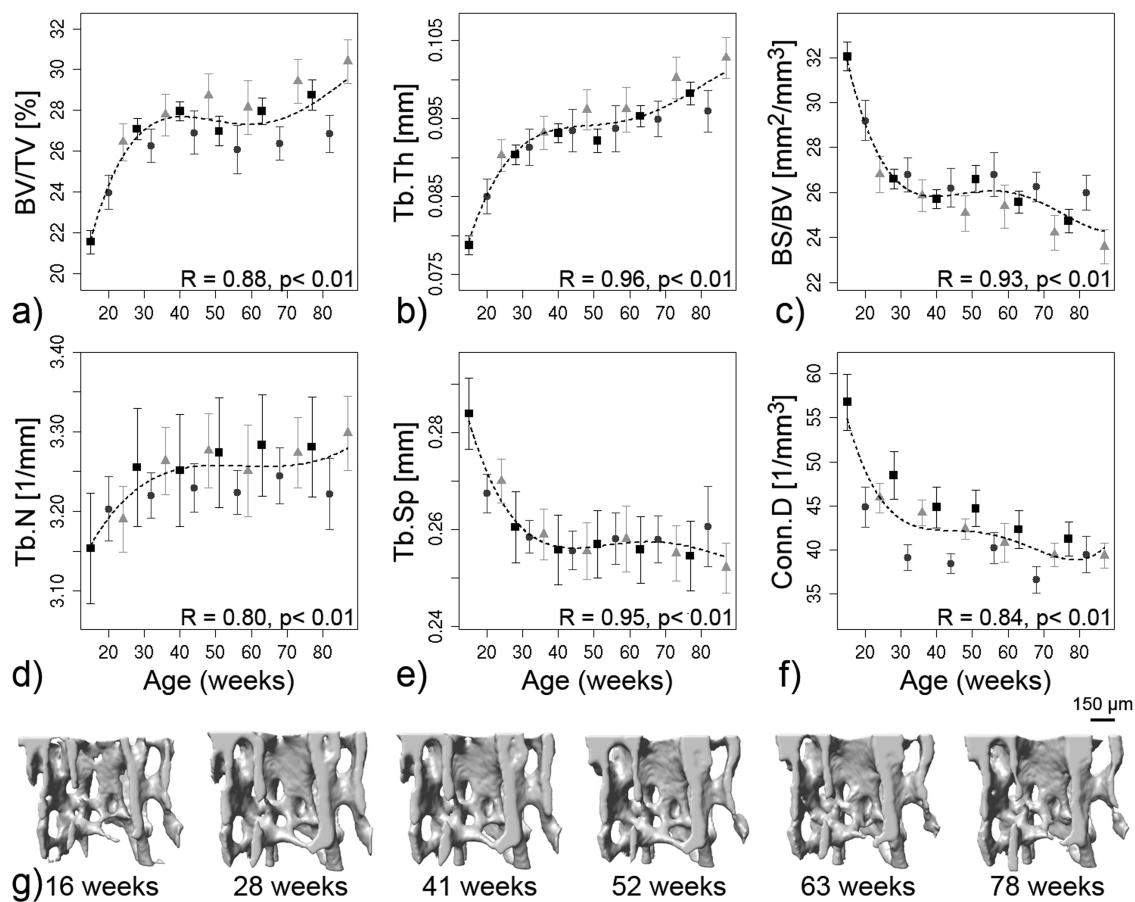 BV/TV [%]
32
30
28
26
24
22
20
R = 0.88, p< 0.01
20 30 40 50 60 70 80
a)
Tb.Th [mm]
0.105
0.095
0.085
0.075
R = 0.96, p< 0.01
20 30 40 50 60 70 80
b)
BS/BV [mm²/mm³]
32
30
28
26
24
22
R = 0.93, p< 0.01
20 30 40 50 60 70 80
c)
Tb.N [1/mm]
3.40
3.30
3.20
3.10
R = 0.80, p< 0.01
20 30 40 50 60 70 80
Age (weeks)
d)
Tb.Sp [mm]
0.28
0.26
0.24
R = 0.95, p< 0.01
20 30 40 50 60 70 80
Age (weeks)
e)
Conn.D [1/mm³]
60
55
50
45
40
35
R = 0.84, p< 0.01
20 30 40 50 60 70 80
Age (weeks)
f)
150 µm
g) 16 weeks 28 weeks 41 weeks 52 weeks 63 weeks 78 weeks